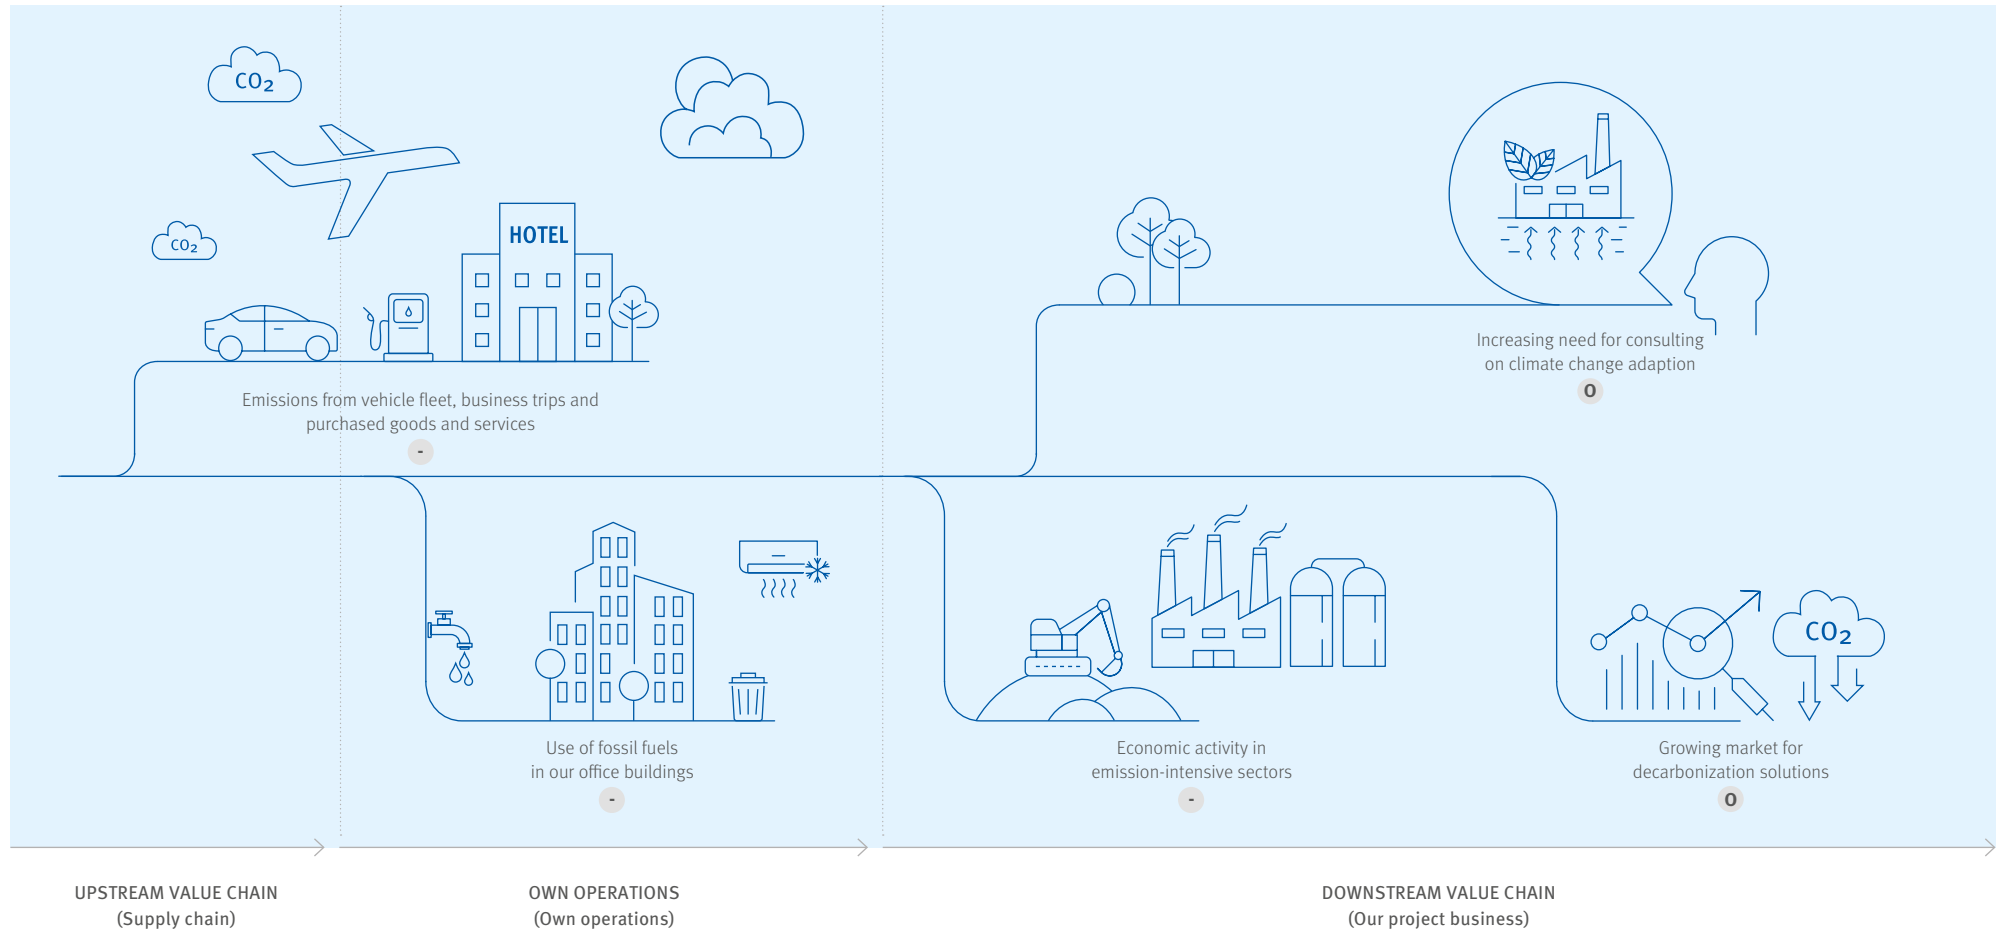 CO₂
CO₂
HOTEL
Emissions from vehicle fleet, business trips and
purchased goods and services
-
Increasing need for consulting
on climate change adaption
O
Use of fossil fuels
in our office buildings
-
Economic activity in
emission-intensive sectors
-
CO₂
Growing market for
decarbonization solutions
O
UPSTREAM VALUE CHAIN
(Supply chain)
OWN OPERATIONS
(Own operations)
DOWNSTREAM VALUE CHAIN
(Our project business)